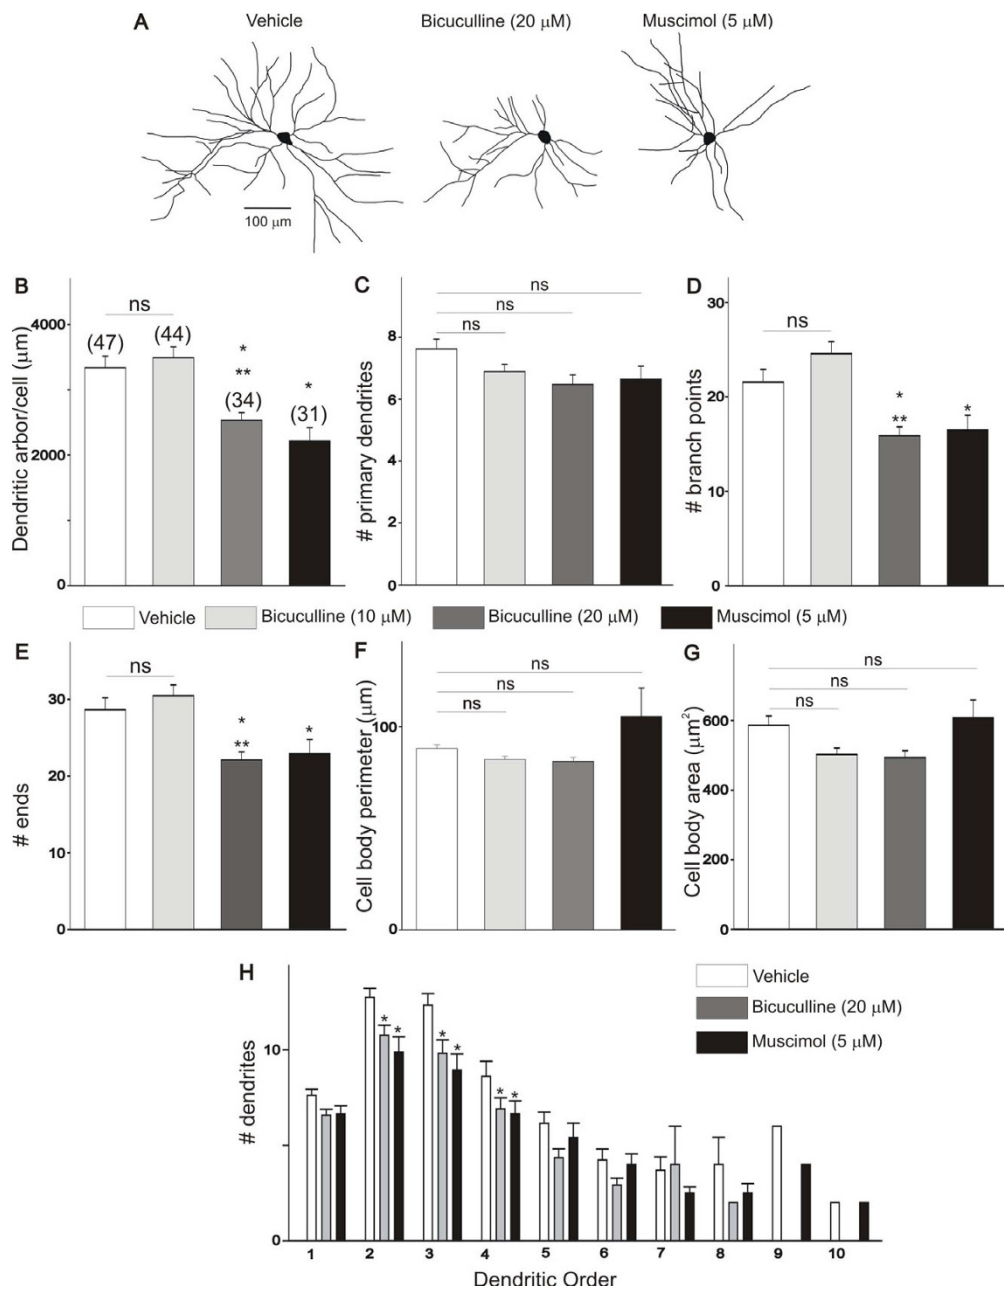 A Vehicle Bicuculline (20 μM) Muscimol (5 μM)
100 μm
B
Dendritic arbor/cell (μm)
4000
2000
0
ns
(47)
(44)
*
**
(34)
*
(31)
C
# primary dendrites
8
6
4
2
0
ns
ns
ns
D
# branch points
30
20
10
0
ns
*
**
*
Vehicle Bicuculline (10 μM) Bicuculline (20 μM) Muscimol (5 μM)
E
# ends
30
20
10
0
ns
*
**
*
F
Cell body perimeter (μm)
100
0
ns
ns
ns
G
Cell body area (μm²)
600
400
200
0
ns
ns
ns
H
# dendrites
10
0
* *
* *
* *
1 2 3 4 5 6 7 8 9 10
Dendritic Order
Vehicle
Bicuculline (20 μM)
Muscimol (5 μM)